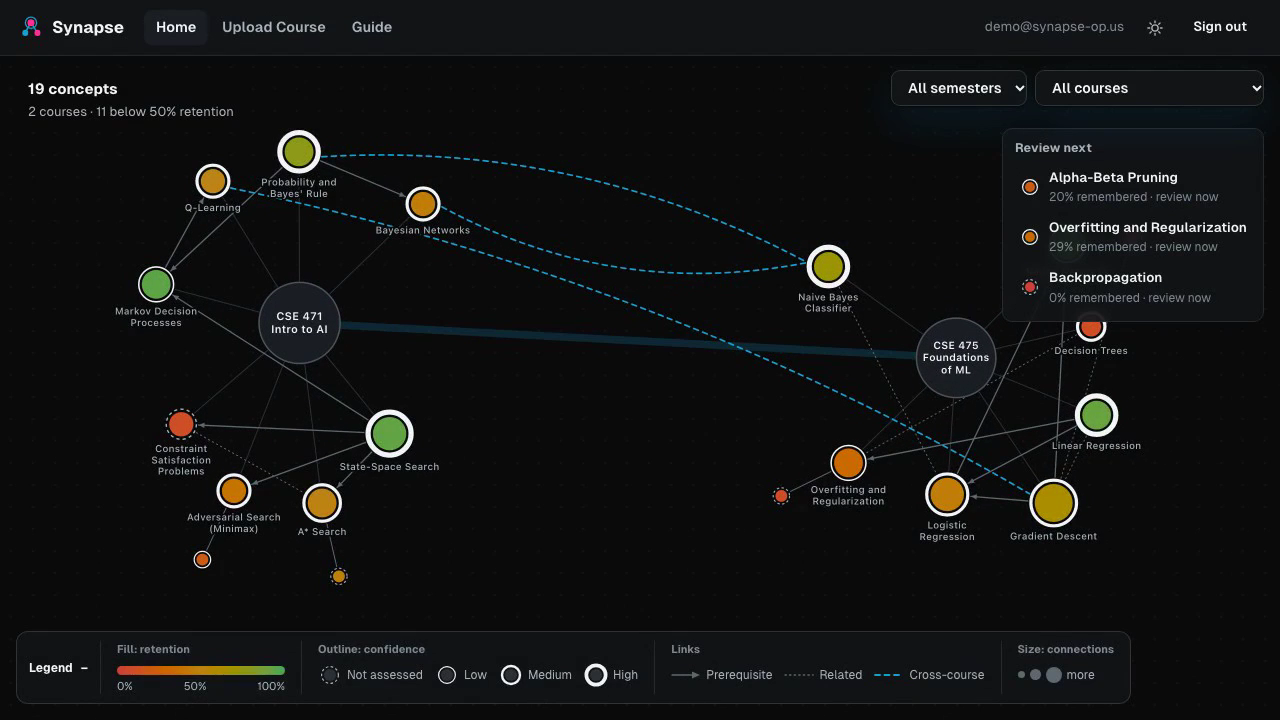 Synapse
Home
Upload Course
Guide
demo@synapse-op.us
Sign out
19 concepts
2 courses · 11 below 50% retention
All semesters
All courses
Review next
Alpha-Beta Pruning
20% remembered · review now
Overfitting and Regularization
29% remembered · review now
Backpropagation
0% remembered · review now
Probability and
Bayes' Rule
Q-Learning
Bayesian Networks
Markov Decision
Processes
CSE 471
Intro to AI
Constraint
Satisfaction
Problems
State-Space Search
Adversarial Search
(Minimax)
A* Search
Naive Bayes
Classifier
CSE 475
Foundations
of ML
Decision Trees
Linear Regression
Overfitting and
Regularization
Logistic
Regression
Gradient Descent
Legend –
Fill: retention
0%
50%
100%
Outline: confidence
Not assessed
Low
Medium
High
Links
Prerequisite
Related
Cross-course
Size: connections
more